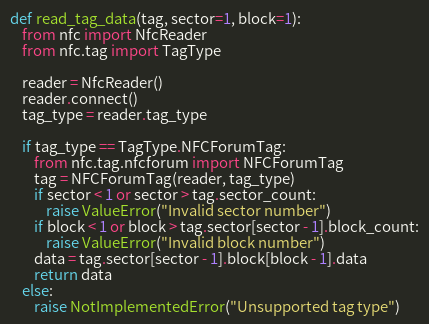 def read_tag_data(tag, sector=1, block=1):
from nfc import NfcReader
from nfc.tag import TagType
reader = NfcReader()
reader.connect()
tag_type = reader.tag_type
if tag_type == TagType.NFCForumTag:
from nfc.tag.nfcforum import NFCForumTag
tag = NFCForumTag(reader, tag_type)
if sector < 1 or sector > tag.sector_count:
raise ValueError("Invalid sector number")
if block < 1 or block > tag.sector[sector - 1].block_count:
raise ValueError("Invalid block number")
data = tag.sector[sector - 1].block[block - 1].data
return data
else:
raise NotImplementedError("Unsupported tag type")